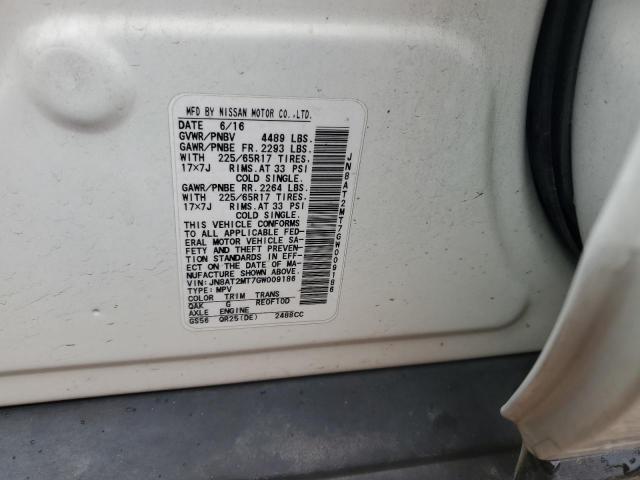 MFD BY NISSAN MOTOR CO.,LTD.
DATE 6/16
GVWR/PNBV 4489 LBS.
GAWR/PNBE FR. 2293 LBS.
WITH 225/65R17 TIRES.
17×7J RIMS.AT 33 PSI
COLD SINGLE.
GAWR/PNBE RR. 2264 LBS.
WITH 225/65R17 TIRES.
17×7J RIMS.AT 33 PSI
COLD SINGLE.
THIS VEHICLE CONFORMS
TO ALL APPLICABLE FED-
ERAL MOTOR VEHICLE SA-
FETY AND THEFT PREVEN-
TION STANDARDS IN EFF-
ECT ON THE DATE OF MA-
NUFACTURE SHOWN ABOVE.
VIN:JN8AT2MT7GW009186
TYPE: MPV
COLOR TRIM TRANS
QAK G RE0F10D
AXLE ENGINE
GS56 QR25(DE) 2488CC
JN8AT2MT7GW009186